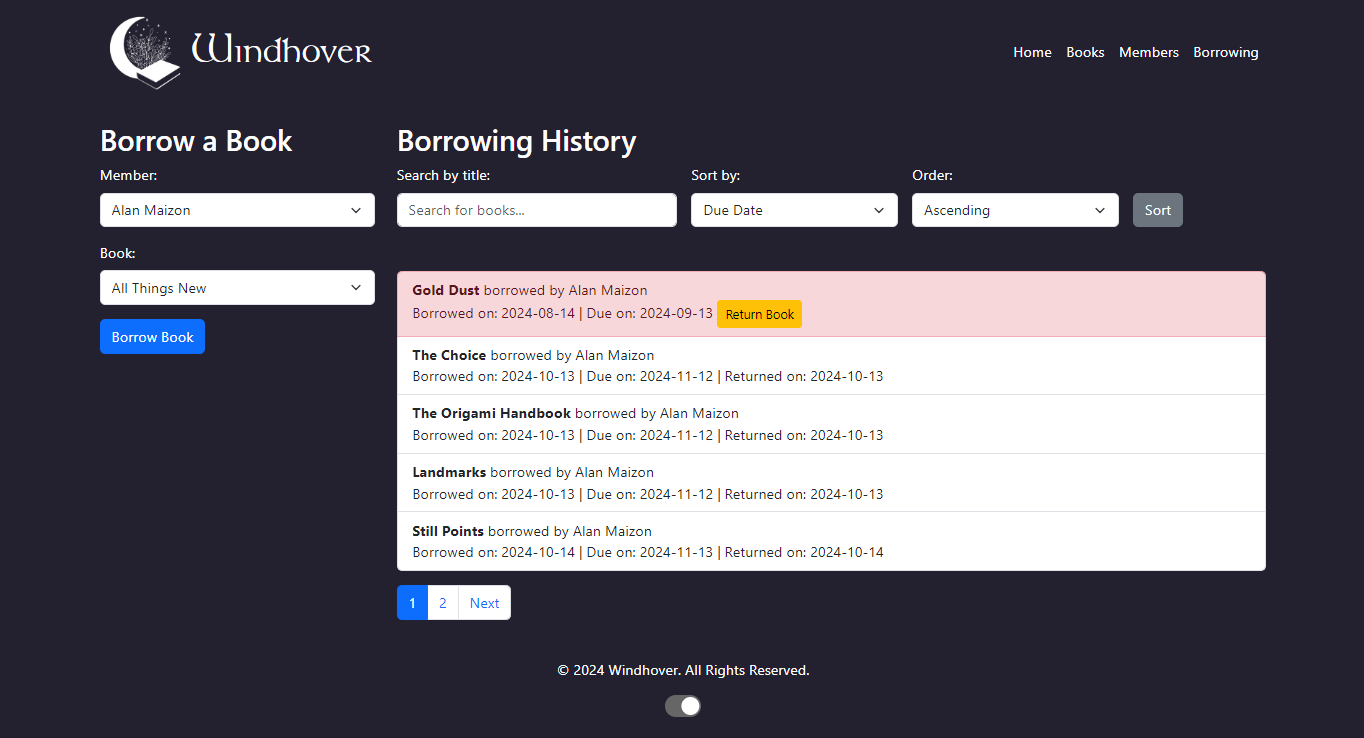 Windhover
Home Books Members Borrowing
Borrow a Book
Member:
Alan Maizon
Book:
All Things New
Borrow Book
Borrowing History
Search by title:
Search for books...
Sort by:
Due Date
Order:
Ascending
Sort
Gold Dust borrowed by Alan Maizon
Borrowed on: 2024-08-14 | Due on: 2024-09-13 Return Book
The Choice borrowed by Alan Maizon
Borrowed on: 2024-10-13 | Due on: 2024-11-12 | Returned on: 2024-10-13
The Origami Handbook borrowed by Alan Maizon
Borrowed on: 2024-10-13 | Due on: 2024-11-12 | Returned on: 2024-10-13
Landmarks borrowed by Alan Maizon
Borrowed on: 2024-10-13 | Due on: 2024-11-12 | Returned on: 2024-10-13
Still Points borrowed by Alan Maizon
Borrowed on: 2024-10-14 | Due on: 2024-11-13 | Returned on: 2024-10-14
1 2 Next
© 2024 Windhover. All Rights Reserved.